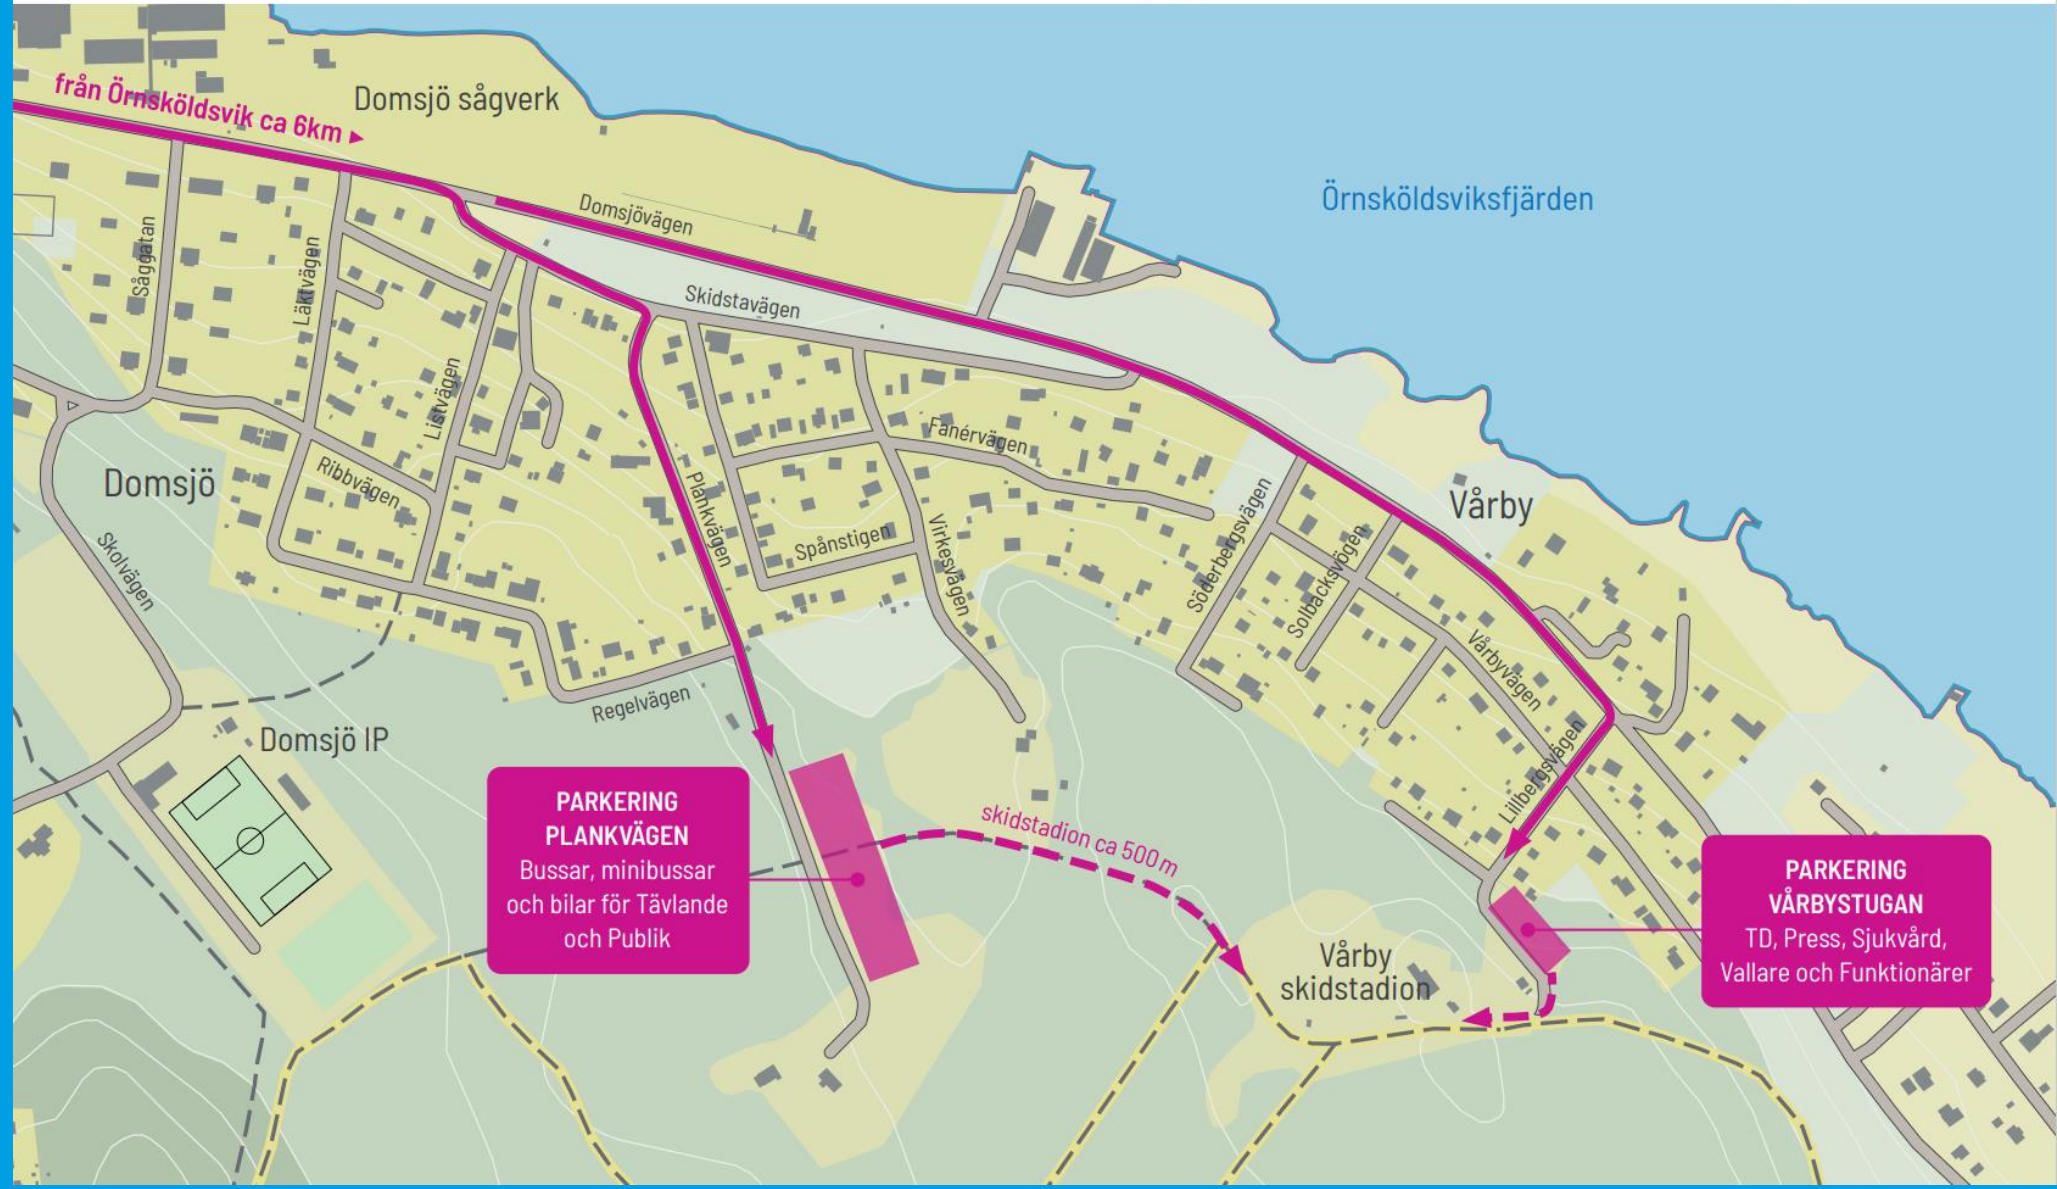 från Örnsköldsvik ca 6km
Domsjö sågverk
Örnsköldsviksfjärden
Domsjövägen
Såggatan
Läktvägen
Skidstavägen
Listvägen
Fanérvägen
Domsjö
Ribbvägen
Plankvägen
Vårby
Skolvägen
Spånstigen
Virkesvägen
Söderbergsvägen
Solbacksvögen
Vårbyvägen
Regelvägen
Domsjö IP
Lillbergsvägen
PARKERING
PLANKVÄGEN
Bussar, minibussar
och bilar för Tävlande
och Publik
skidstadion ca 500 m
PARKERING
VÅRBYSTUGAN
TD, Press, Sjukvård,
Vallare och Funktionärer
Vårby
skidstadion